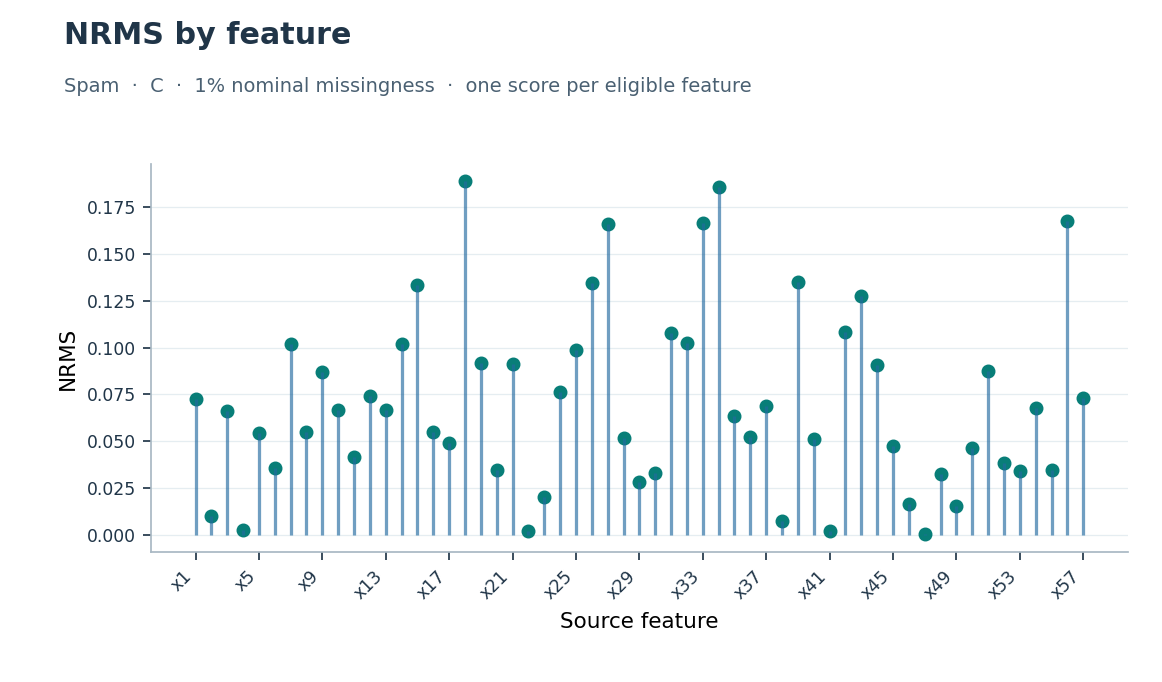 NRMS by feature
Spam · C · 1% nominal missingness · one score per eligible feature
0.175
0.150
0.125
0.100
0.075
0.050
0.025
0.000
NRMS
x1
x5
x9
x13
x17
x21
x25
x29
x33
x37
x41
x45
x49
x53
x57
Source feature